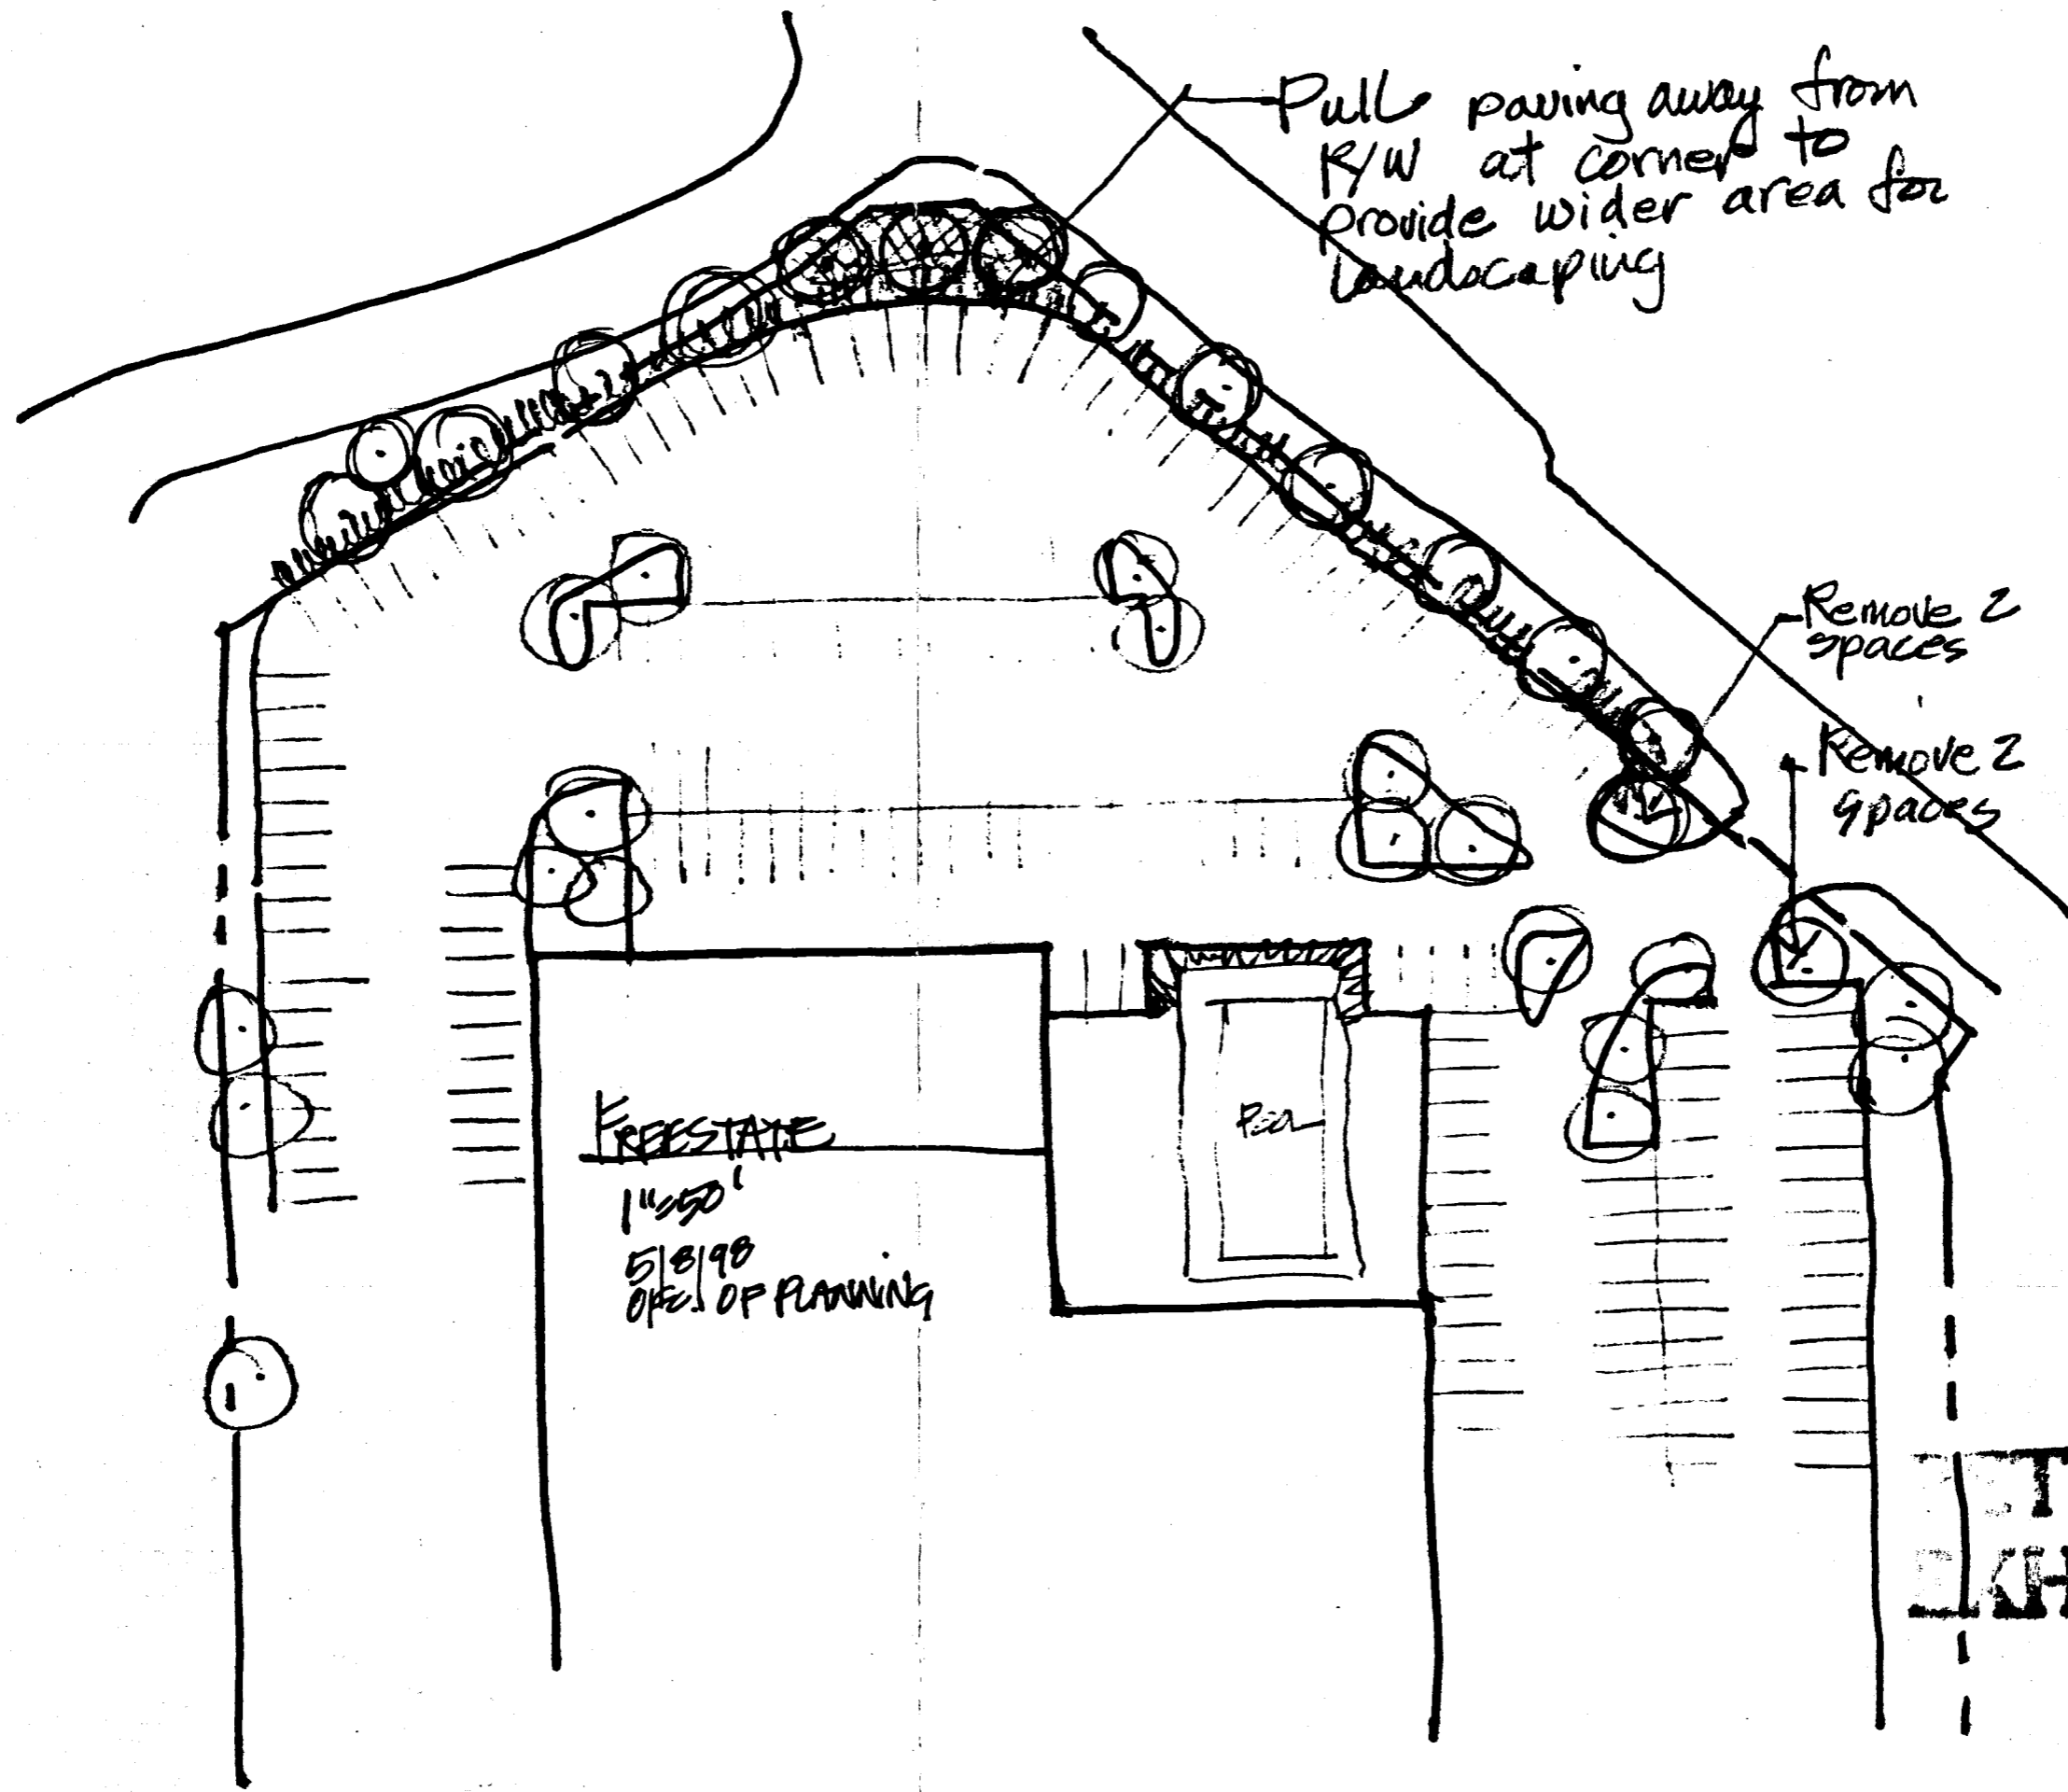 Pull paving away from
R/W at corner to
provide wider area for
landscaping
Remove 2
spaces
Remove 2
spaces
Pool
FREESTATE
1"=50'
5/8/98
OFC. OF PLANNING